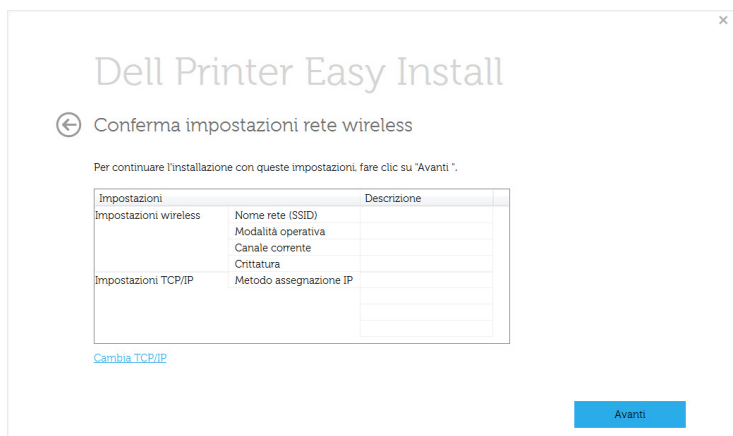 Dell Printer Easy Install
Conferma impostazioni rete wireless
Per continuare l'installazione con queste impostazioni, fare clic su "Avanti ".
Impostazioni Descrizione
Impostazioni wireless Nome rete (SSID)
Modalità operativa
Canale corrente
Crittatura
Impostazioni TCP/IP Metodo assegnazione IP
Cambia TCP/IP
Avanti